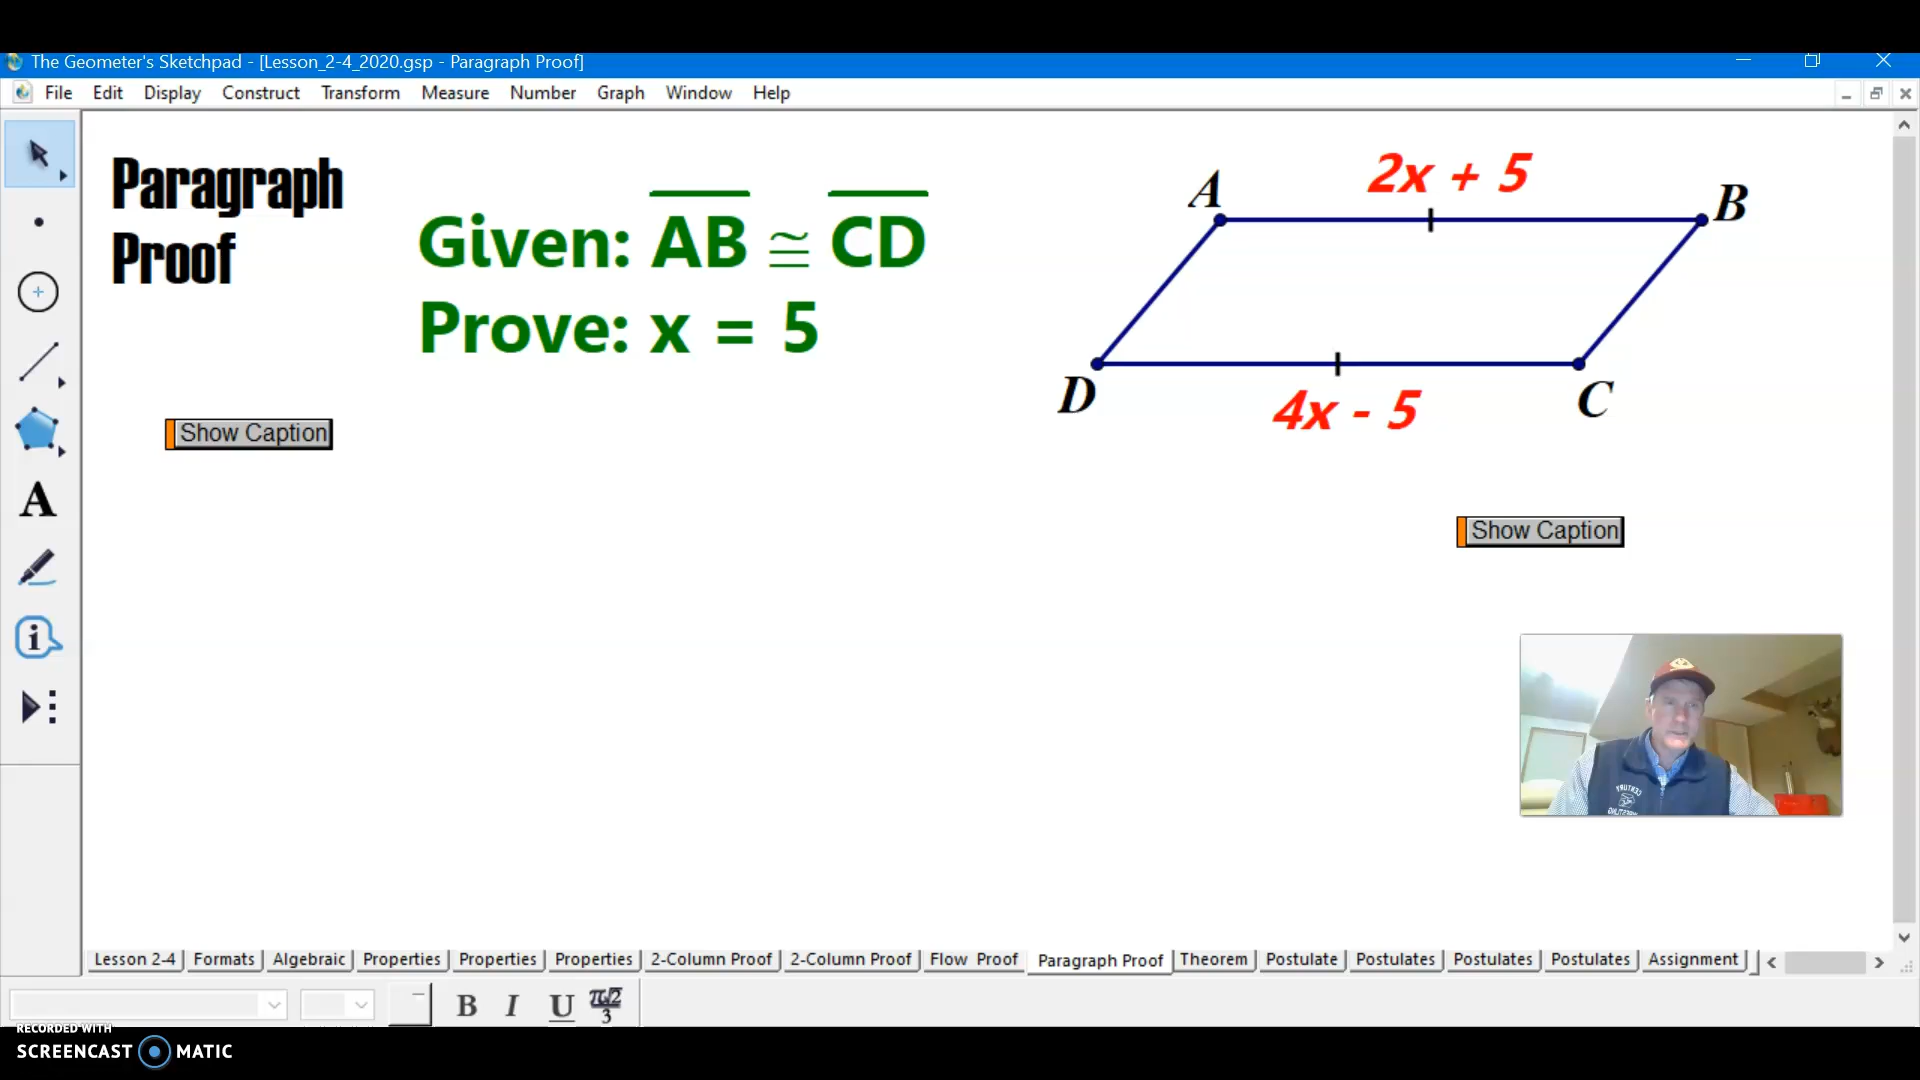 The Geometer's Sketchpad - [Lesson_2-4_2020.gsp - Paragraph Proof]
File Edit Display Construct Transform Measure Number Graph Window Help
Paragraph
Proof
Given: AB ≅ CD
Prove: x = 5
A
2x + 5
B
D
4x - 5
C
Show Caption
Show Caption
A
i
Lesson 2-4 Formats Algebraic Properties Properties Properties 2-Column Proof 2-Column Proof Flow Proof Paragraph Proof Theorem Postulate Postulates Postulates Postulates Assignment
B I U π√2/3
RECORDED WITH
SCREENCAST MATIC